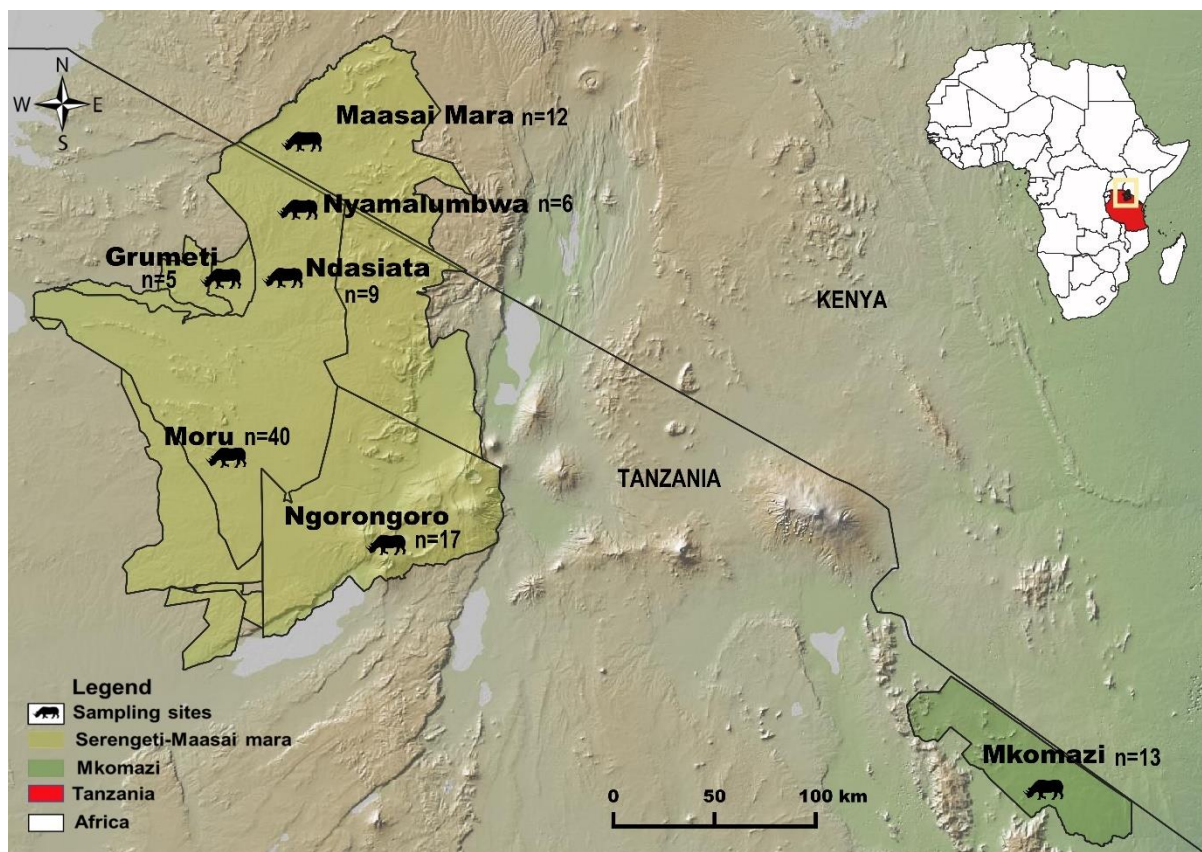 N
W E
S
Maasai Mara n=12
Nyamalumbwa n=6
Grumeti
n=5
Ndasiata
n=9
KENYA
Moru n=40
TANZANIA
Ngorongoro
n=17
Mkomazi n=13
Legend
Sampling sites
Serengeti-Maasai mara
Mkomazi
Tanzania
Africa
0 50 100 km